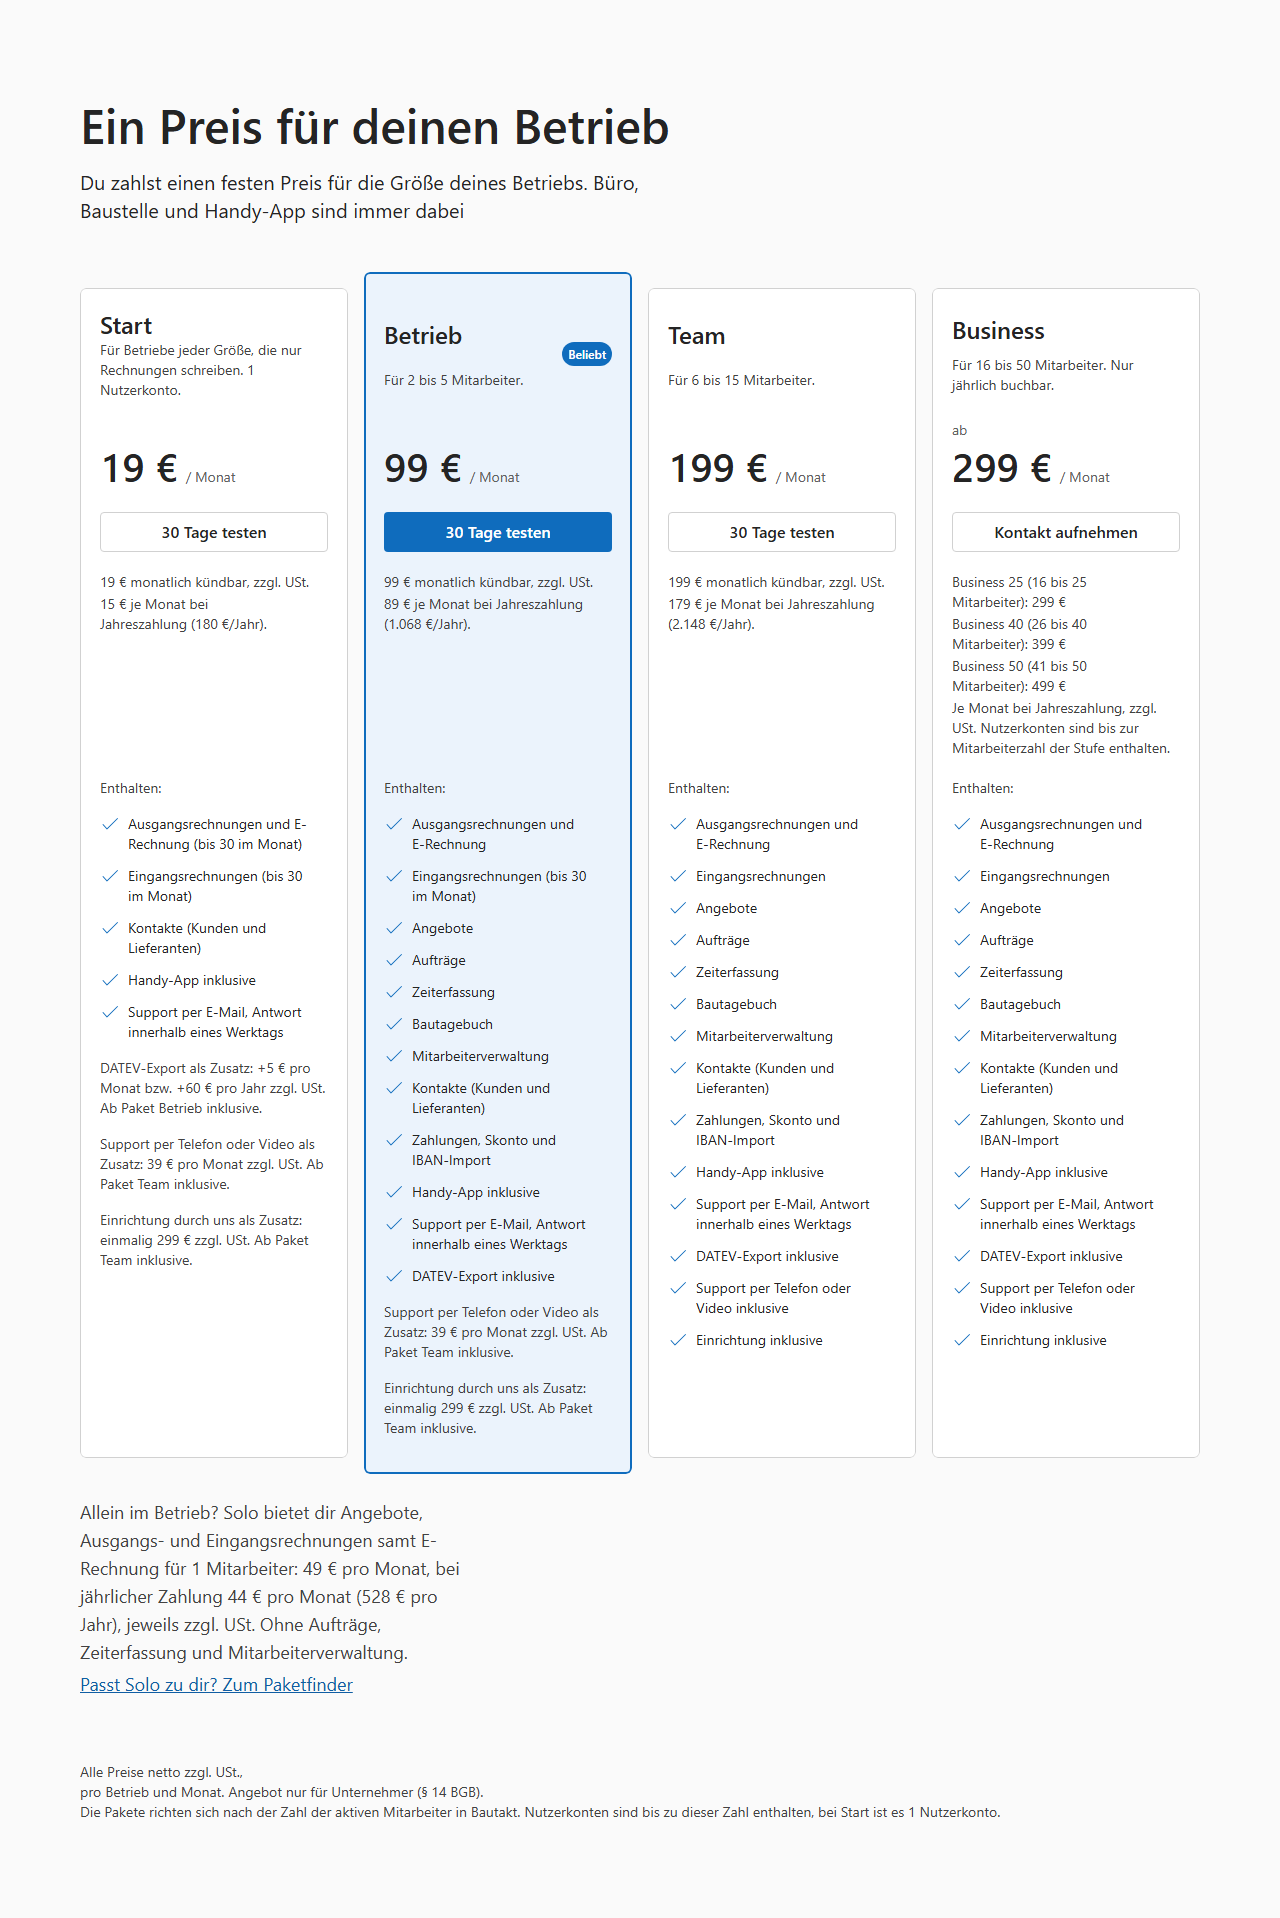 Ein Preis für deinen Betrieb
Du zahlst einen festen Preis für die Größe deines Betriebs. Büro,
Baustelle und Handy-App sind immer dabei
Start
Für Betriebe jeder Größe, die nur
Rechnungen schreiben. 1
Nutzerkonto.
19 € / Monat
30 Tage testen
19 € monatlich kündbar, zzgl. USt.
15 € je Monat bei
Jahreszahlung (180 €/Jahr).
Enthalten:
Ausgangsrechnungen und E-
Rechnung (bis 30 im Monat)
Eingangsrechnungen (bis 30
im Monat)
Kontakte (Kunden und
Lieferanten)
Handy-App inklusive
Support per E-Mail, Antwort
innerhalb eines Werktags
DATEV-Export als Zusatz: +5 € pro
Monat bzw. +60 € pro Jahr zzgl. USt.
Ab Paket Betrieb inklusive.
Support per Telefon oder Video als
Zusatz: 39 € pro Monat zzgl. USt. Ab
Paket Team inklusive.
Einrichtung durch uns als Zusatz:
einmalig 299 € zzgl. USt. Ab Paket
Team inklusive.
Betrieb
Beliebt
Für 2 bis 5 Mitarbeiter.
99 € / Monat
30 Tage testen
99 € monatlich kündbar, zzgl. USt.
89 € je Monat bei Jahreszahlung
(1.068 €/Jahr).
Enthalten:
Ausgangsrechnungen und
E-Rechnung
Eingangsrechnungen (bis 30
im Monat)
Angebote
Aufträge
Zeiterfassung
Bautagebuch
Mitarbeiterverwaltung
Kontakte (Kunden und
Lieferanten)
Zahlungen, Skonto und
IBAN-Import
Handy-App inklusive
Support per E-Mail, Antwort
innerhalb eines Werktags
DATEV-Export inklusive
Support per Telefon oder Video als
Zusatz: 39 € pro Monat zzgl. USt. Ab
Paket Team inklusive.
Einrichtung durch uns als Zusatz:
einmalig 299 € zzgl. USt. Ab Paket
Team inklusive.
Team
Für 6 bis 15 Mitarbeiter.
199 € / Monat
30 Tage testen
199 € monatlich kündbar, zzgl. USt.
179 € je Monat bei Jahreszahlung
(2.148 €/Jahr).
Enthalten:
Ausgangsrechnungen und
E-Rechnung
Eingangsrechnungen
Angebote
Aufträge
Zeiterfassung
Bautagebuch
Mitarbeiterverwaltung
Kontakte (Kunden und
Lieferanten)
Zahlungen, Skonto und
IBAN-Import
Handy-App inklusive
Support per E-Mail, Antwort
innerhalb eines Werktags
DATEV-Export inklusive
Support per Telefon oder
Video inklusive
Einrichtung inklusive
Business
Für 16 bis 50 Mitarbeiter. Nur
jährlich buchbar.
ab
299 € / Monat
Kontakt aufnehmen
Business 25 (16 bis 25
Mitarbeiter): 299 €
Business 40 (26 bis 40
Mitarbeiter): 399 €
Business 50 (41 bis 50
Mitarbeiter): 499 €
Je Monat bei Jahreszahlung, zzgl.
USt. Nutzerkonten sind bis zur
Mitarbeiterzahl der Stufe enthalten.
Enthalten:
Ausgangsrechnungen und
E-Rechnung
Eingangsrechnungen
Angebote
Aufträge
Zeiterfassung
Bautagebuch
Mitarbeiterverwaltung
Kontakte (Kunden und
Lieferanten)
Zahlungen, Skonto und
IBAN-Import
Handy-App inklusive
Support per E-Mail, Antwort
innerhalb eines Werktags
DATEV-Export inklusive
Support per Telefon oder
Video inklusive
Einrichtung inklusive
Allein im Betrieb? Solo bietet dir Angebote,
Ausgangs- und Eingangsrechnungen samt E-
Rechnung für 1 Mitarbeiter: 49 € pro Monat, bei
jährlicher Zahlung 44 € pro Monat (528 € pro
Jahr), jeweils zzgl. USt. Ohne Aufträge,
Zeiterfassung und Mitarbeiterverwaltung.
Passt Solo zu dir? Zum Paketfinder
Alle Preise netto zzgl. USt.,
pro Betrieb und Monat. Angebot nur für Unternehmer (§ 14 BGB).
Die Pakete richten sich nach der Zahl der aktiven Mitarbeiter in Bautakt. Nutzerkonten sind bis zu dieser Zahl enthalten, bei Start ist es 1 Nutzerkonto.